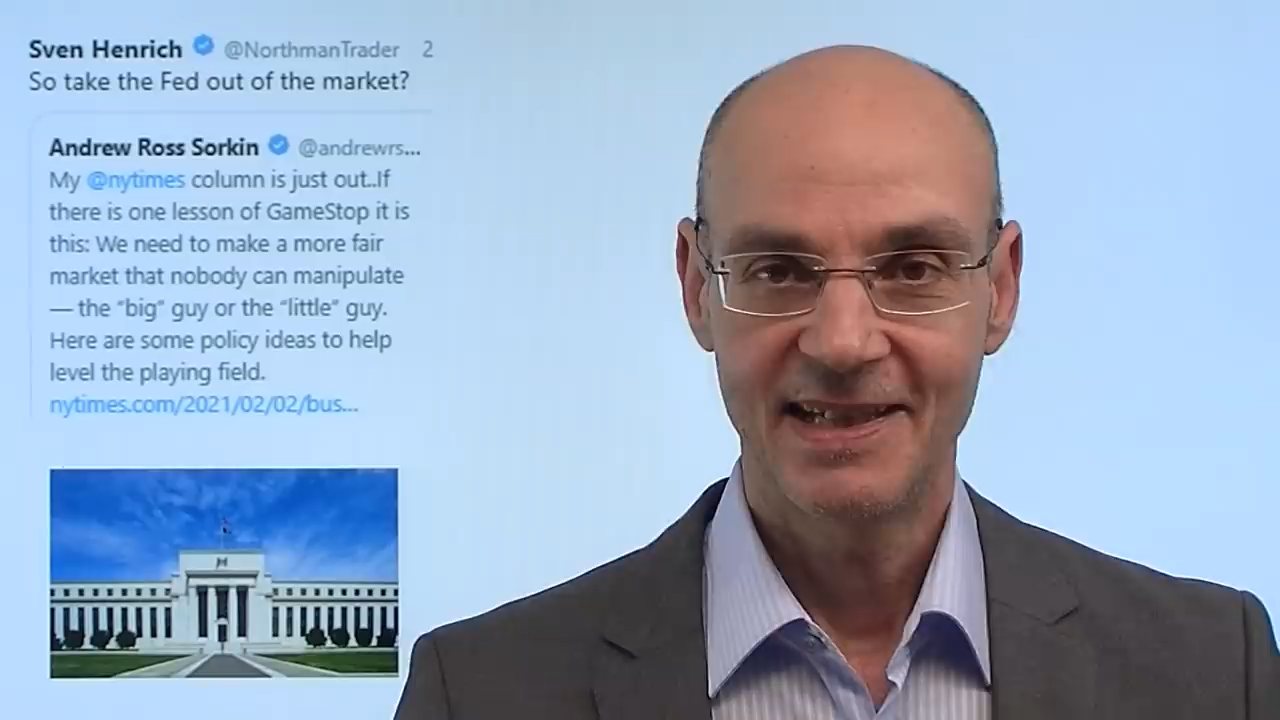 Sven Henrich @NorthmanTrader 2
So take the Fed out of the market?
Andrew Ross Sorkin @andrewrs...
My @nytimes column is just out..If
there is one lesson of GameStop it is
this: We need to make a more fair
market that nobody can manipulate
— the “big” guy or the “little” guy.
Here are some policy ideas to help
level the playing field.
nytimes.com/2021/02/02/bus...